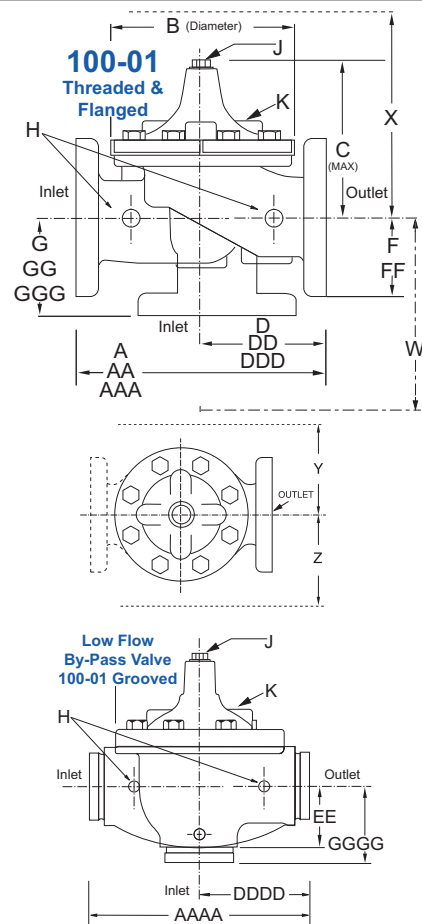 B (Diameter)
J
100-01
Threaded &
Flanged
K
X
H
C
(MAX)
Inlet
Outlet
G
GG
GGG
F
FF
Inlet
D
DD
DDD
W
A
AA
AAA
Y
OUTLET
Z
Low Flow
By-Pass Valve
100-01 Grooved
J
K
H
Inlet
Outlet
EE
GGGG
Inlet
DDDD
AAAA